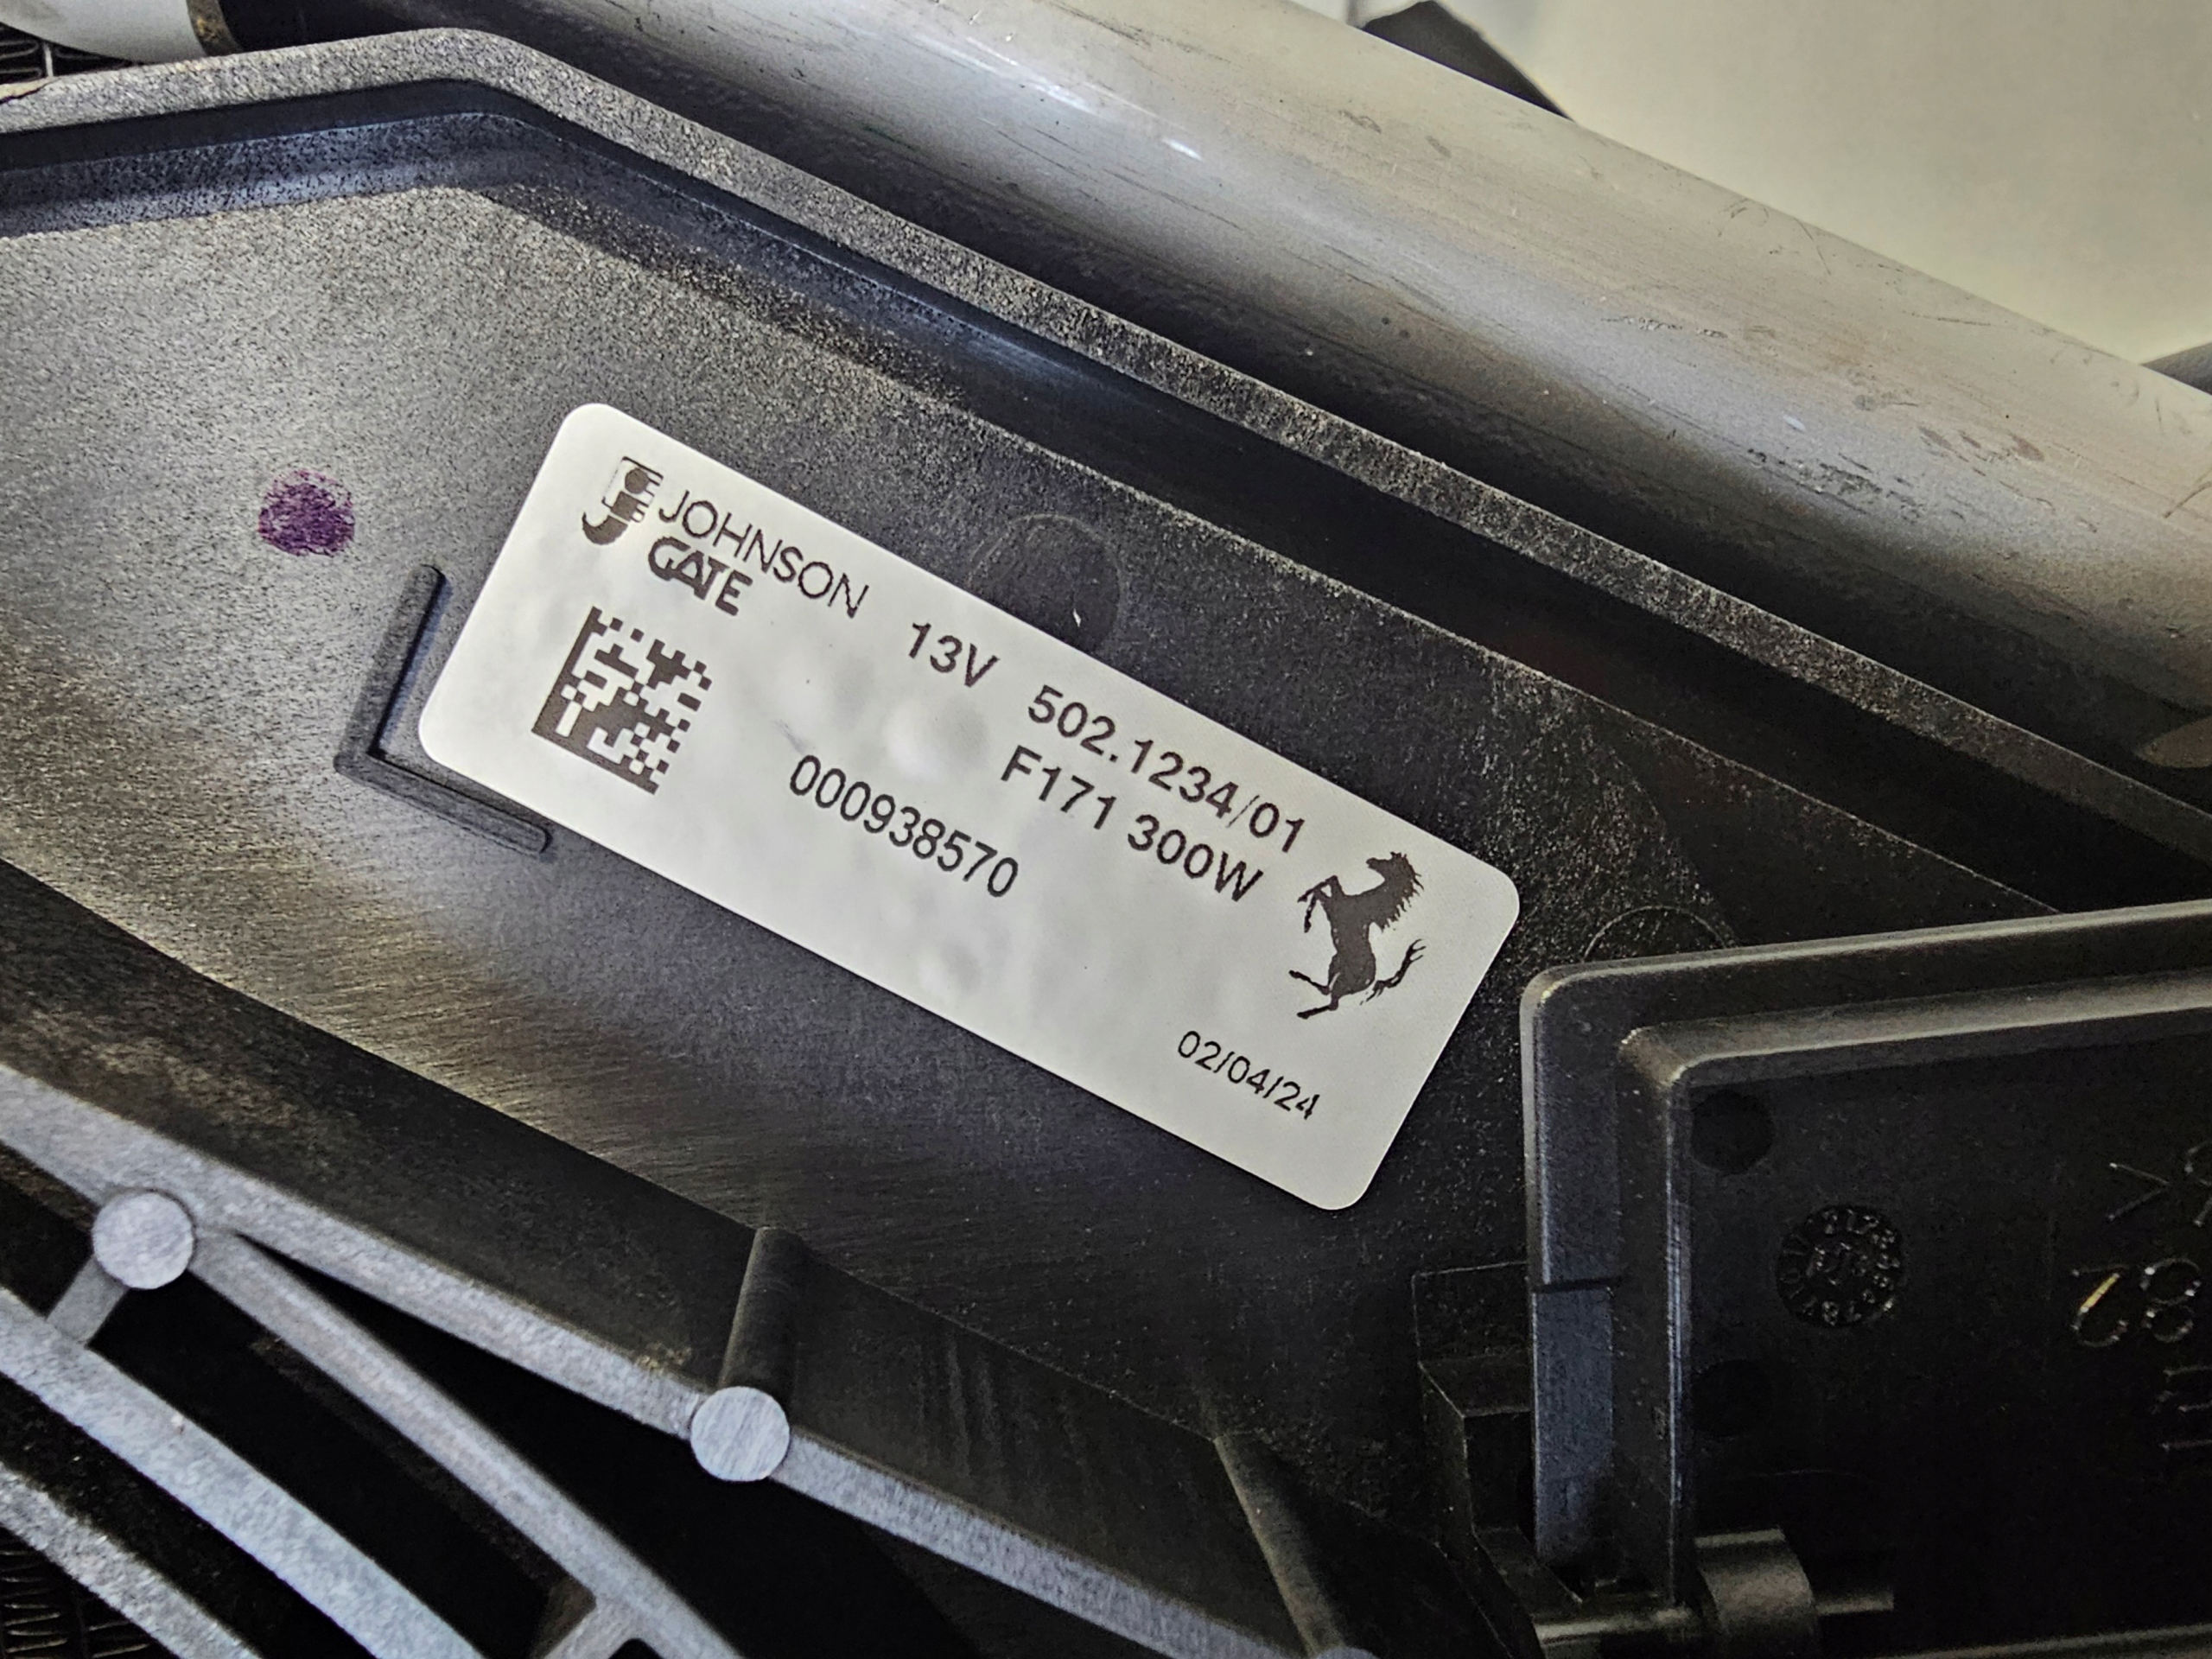 JOHNSON 13V 502.1234/01
GATE F171 300W
000938570
02/04/24